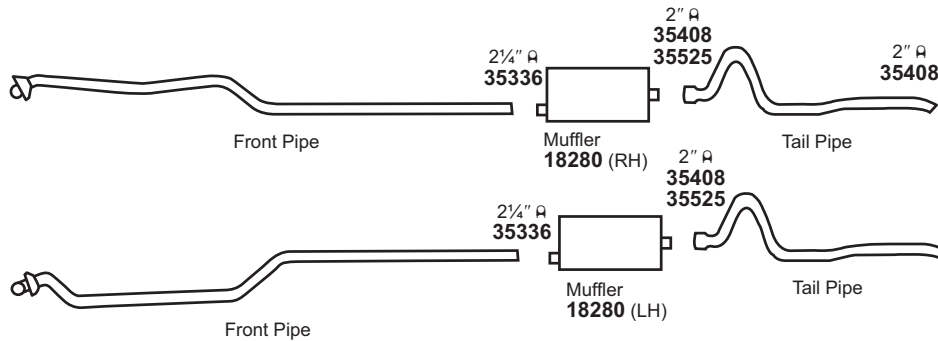 2″
35408
35525
2″
35408
2¼″
35336
Front Pipe
Muffler
18280 (RH)
Tail Pipe
2″
35408
35525
2¼″
35336
Muffler
18280 (LH)
Tail Pipe
Front Pipe